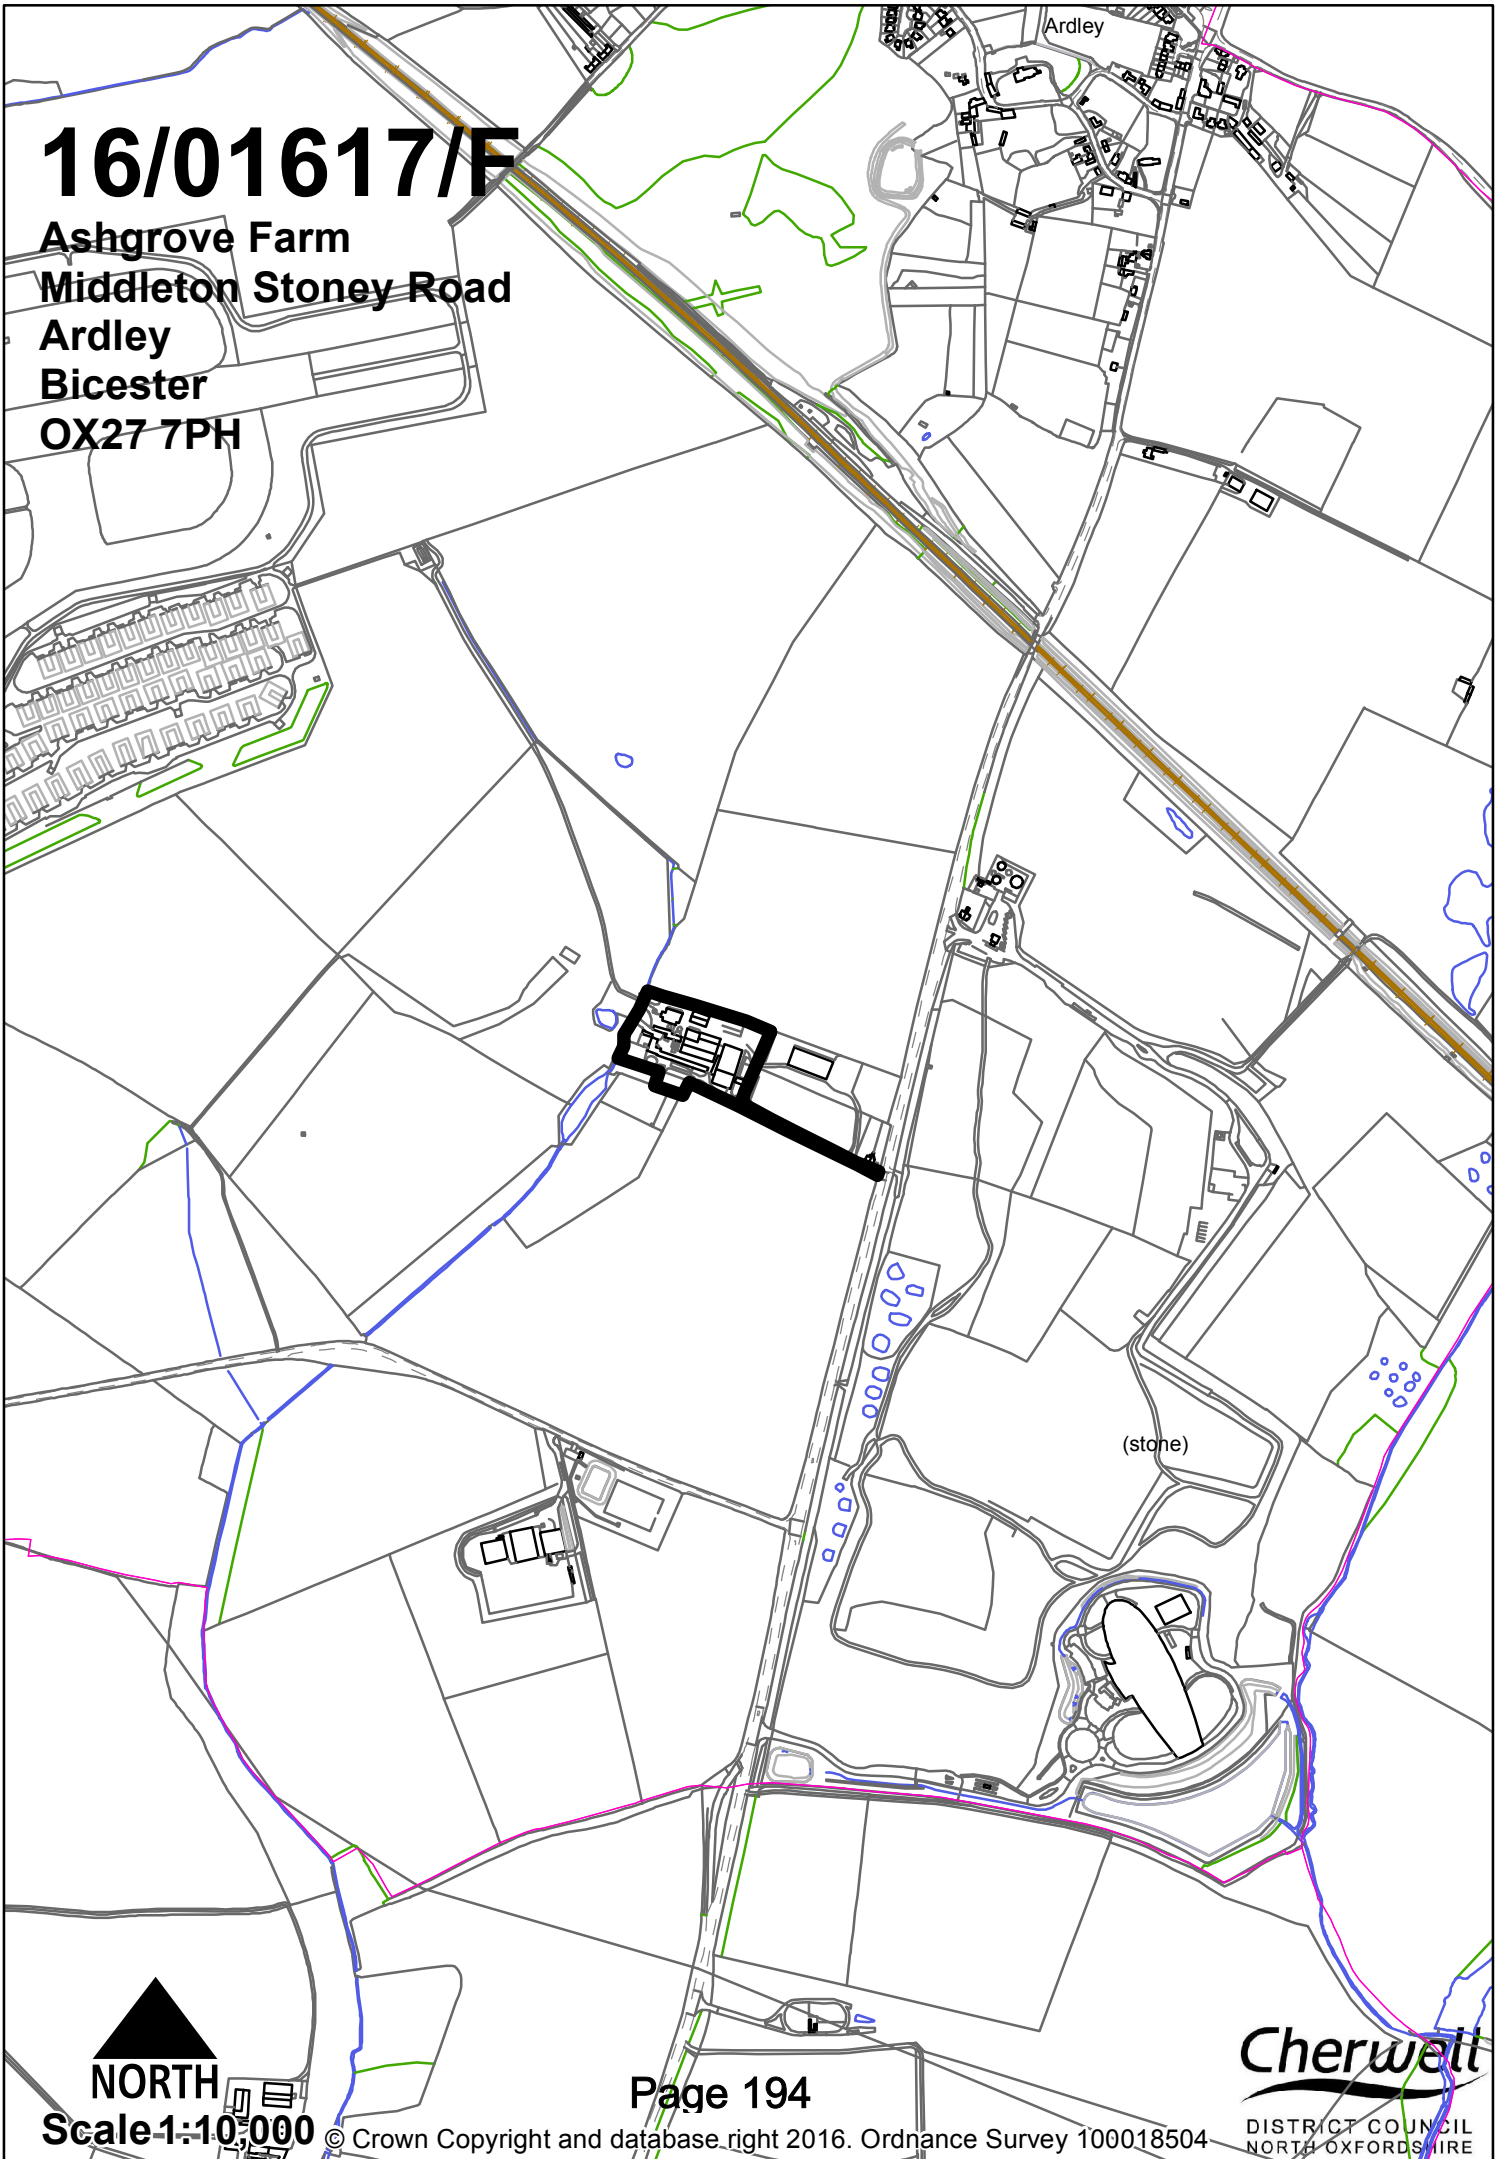 Ardley
16/01617/F
Ashgrove Farm
Middleton Stoney Road
Ardley
Bicester
OX27 7PH
(stone)
NORTH
Scale 1:10,000
Page 194
© Crown Copyright and database right 2016. Ordnance Survey 100018504
Cherwell
DISTRICT COUNCIL
NORTH OXFORDSHIRE